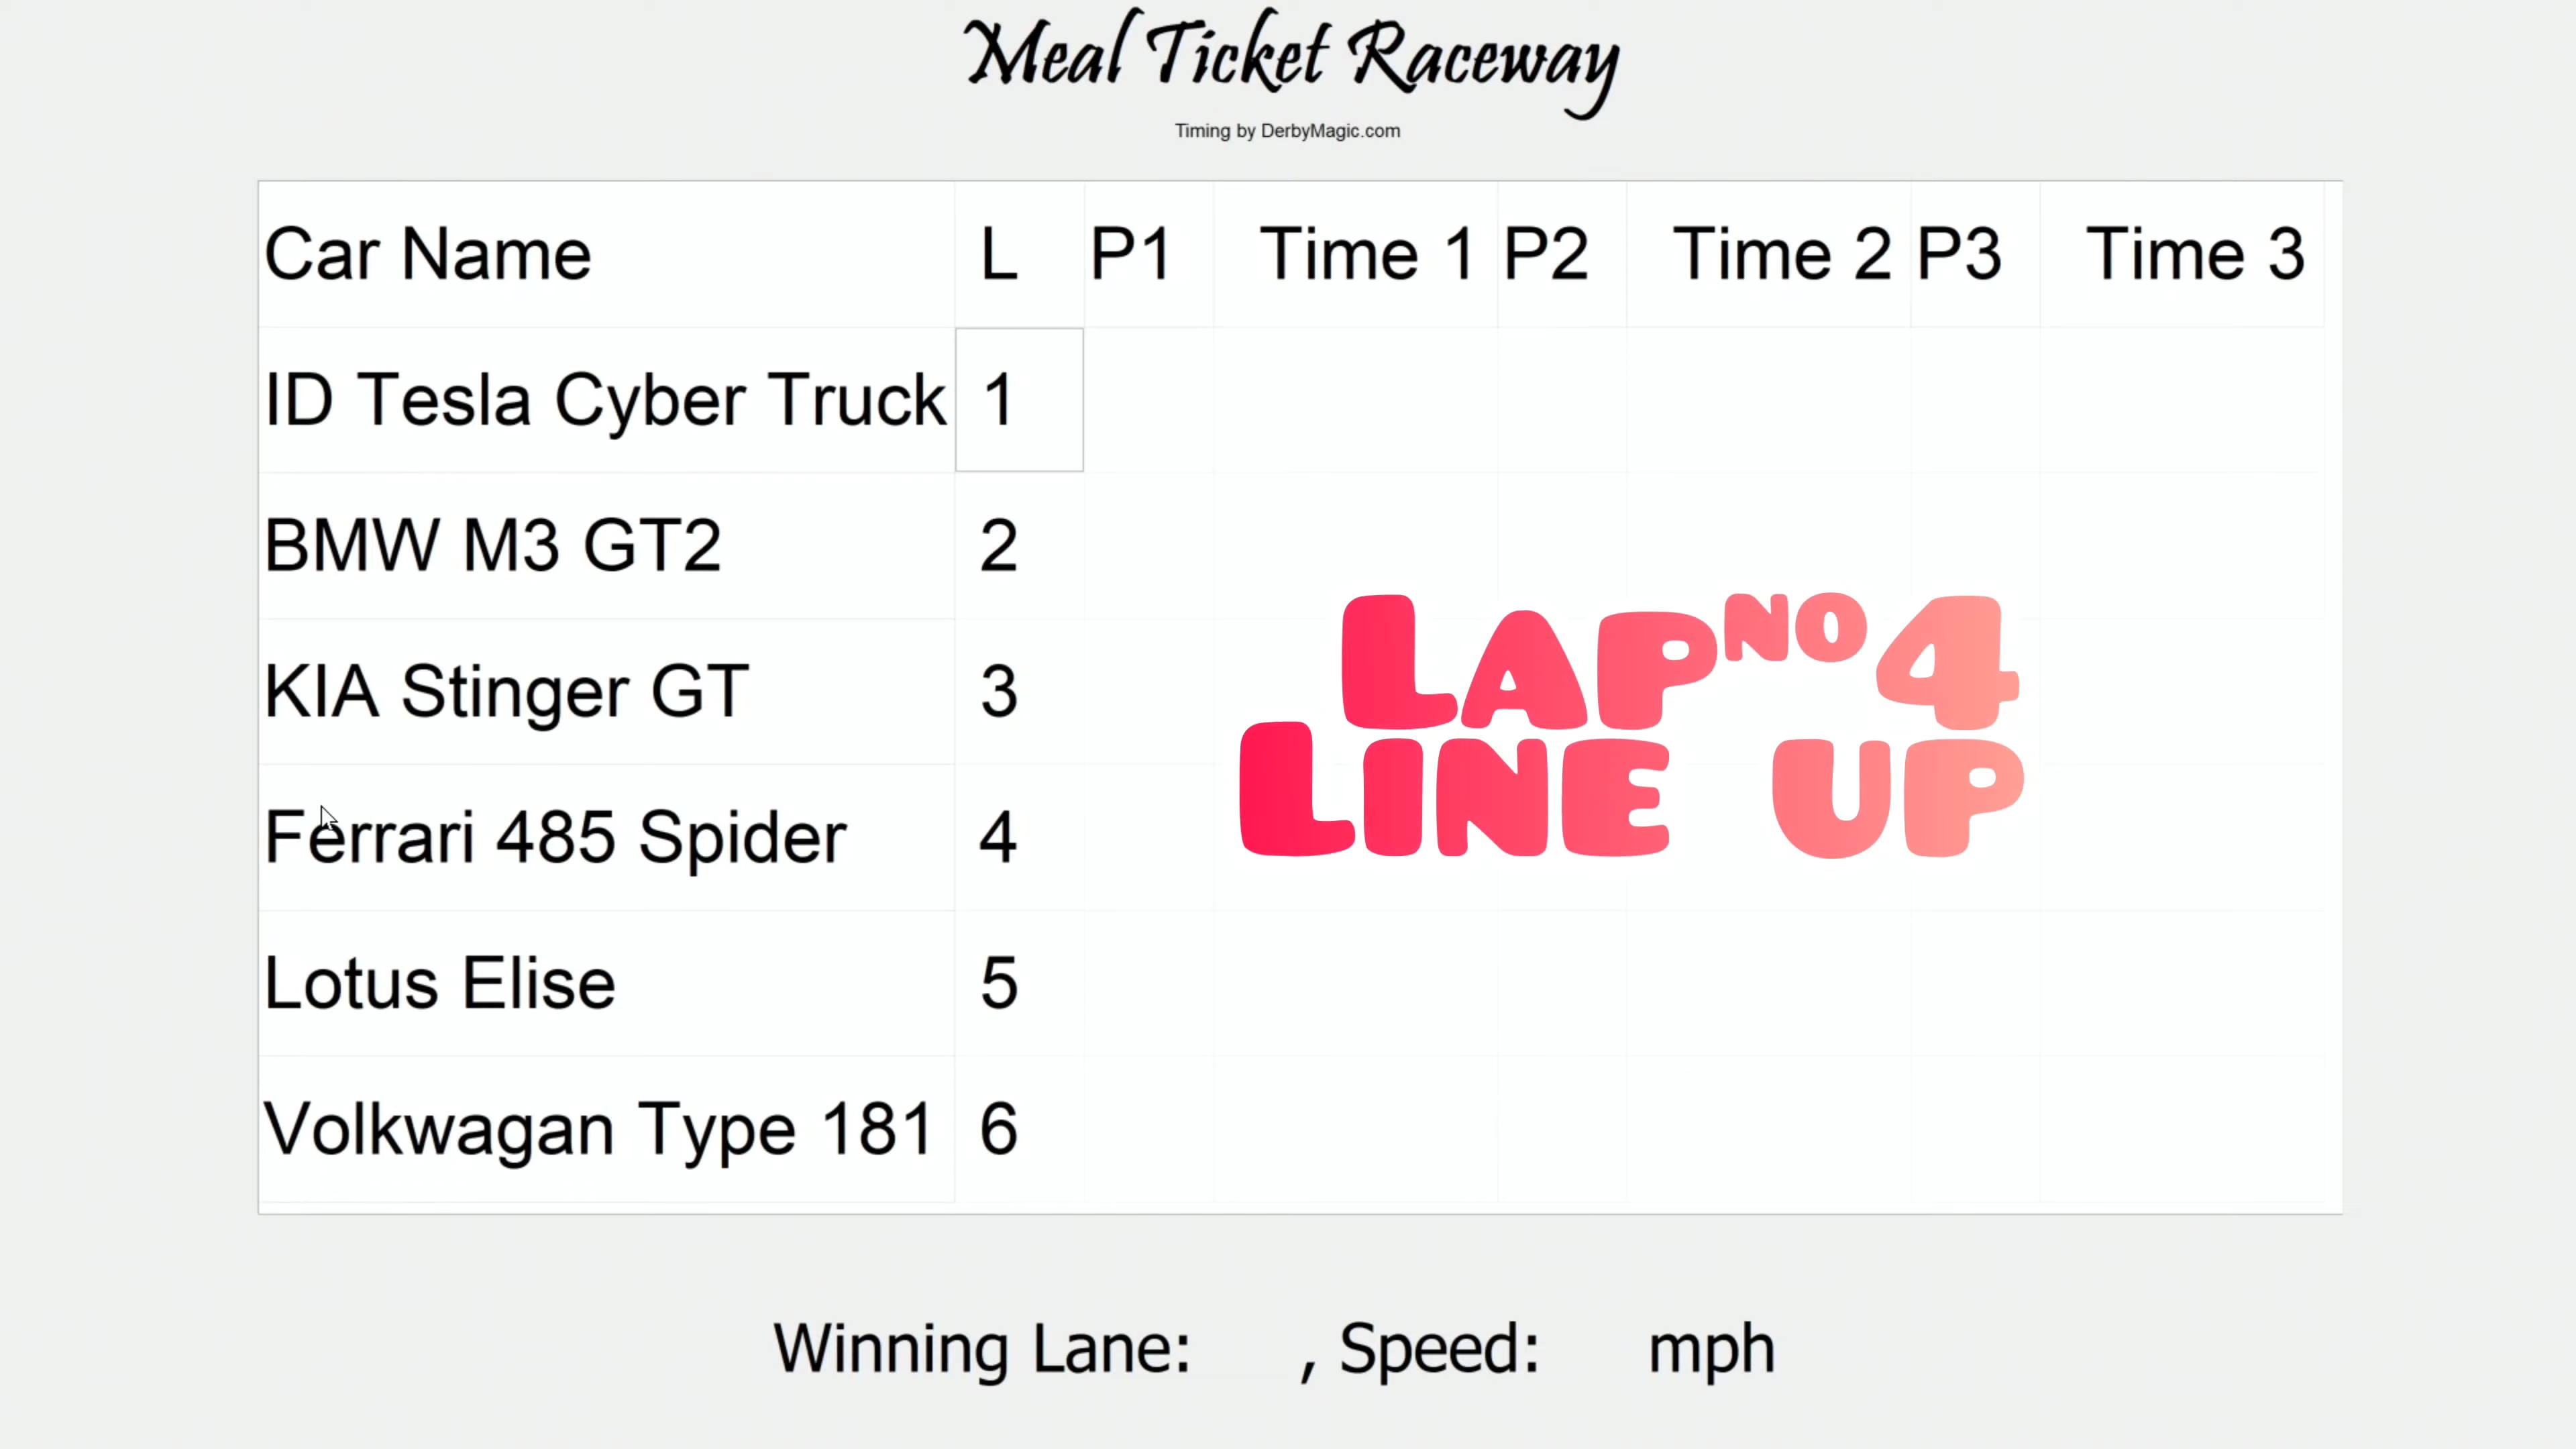 Meal Ticket Raceway
Timing by DerbyMagic.com
Car Name L P1 Time 1 P2 Time 2 P3 Time 3
ID Tesla Cyber Truck 1
BMW M3 GT2 2
KIA Stinger GT 3
Ferrari 485 Spider 4
Lotus Elise 5
Volkwagan Type 181 6
Lap No 4
Line up
Winning Lane: , Speed: mph